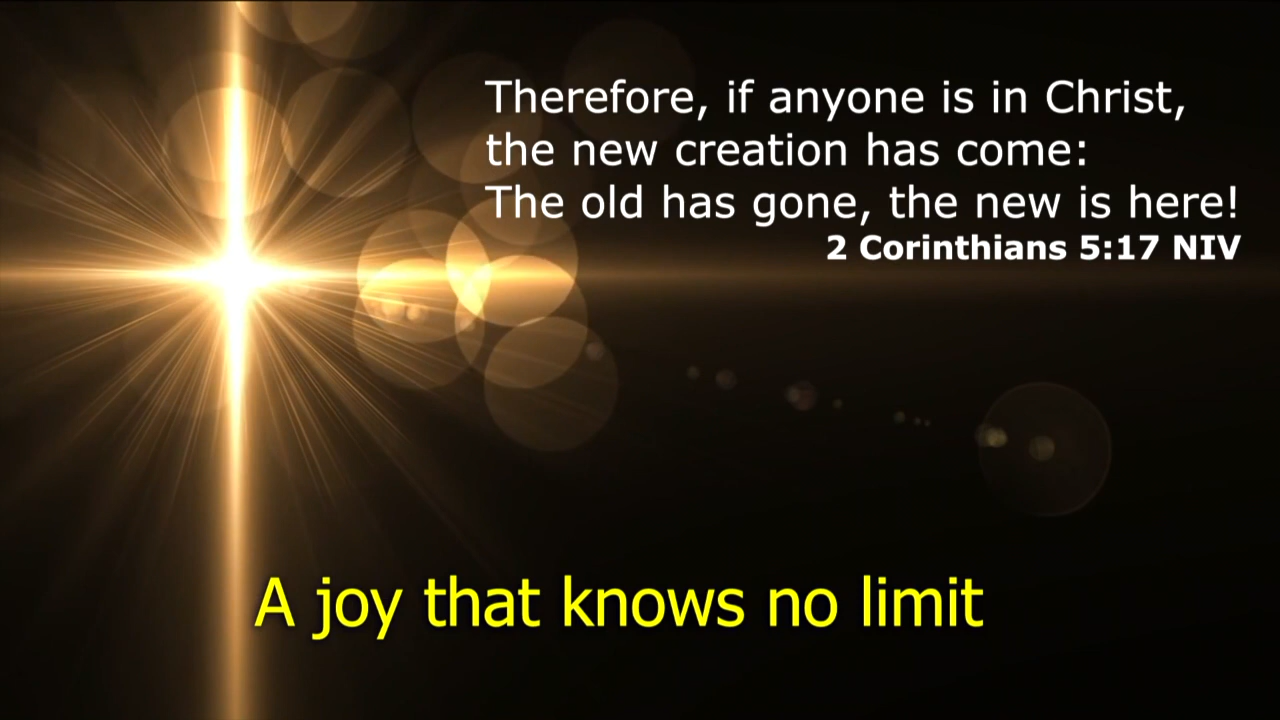 Therefore, if anyone is in Christ,
the new creation has come:
The old has gone, the new is here!
2 Corinthians 5:17 NIV
A joy that knows no limit